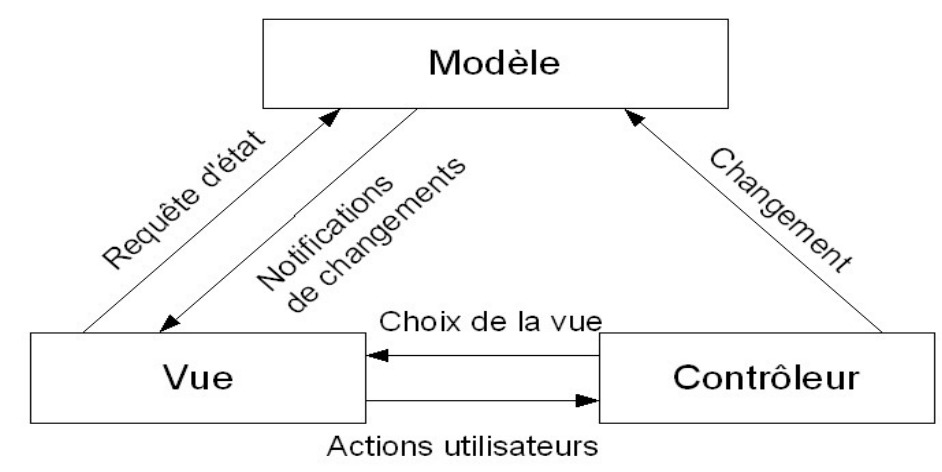 Modèle
Requête d'état
Notifications
de changements
Changement
Choix de la vue
Vue
Contrôleur
Actions utilisateurs